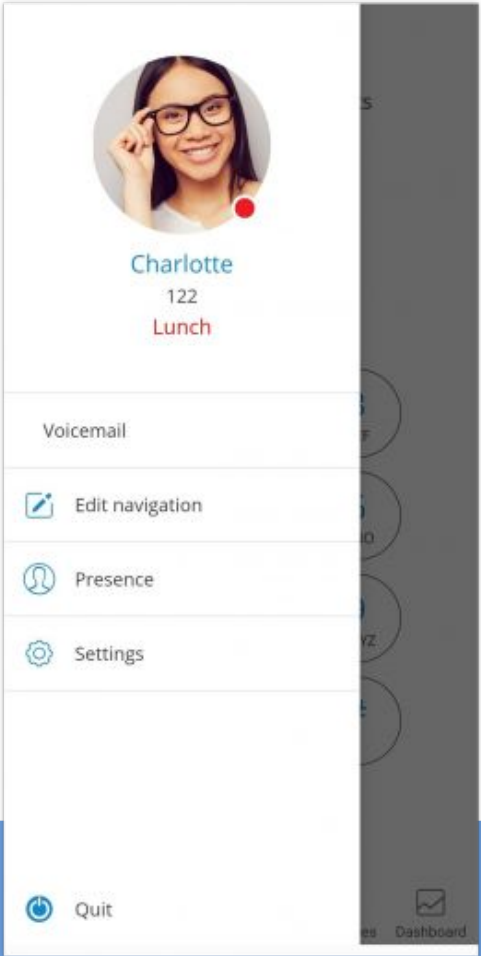 Charlotte
122
Lunch
Voicemail
Edit navigation
Presence
Settings
Quit
Dashboard